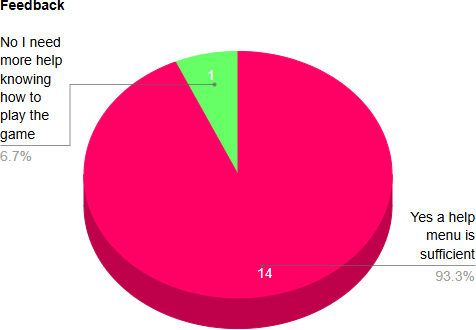 Feedback
No I need
more help
knowing
how to
play the
game
6.7%
1
Yes a help
menu is
sufficient
93.3%
14